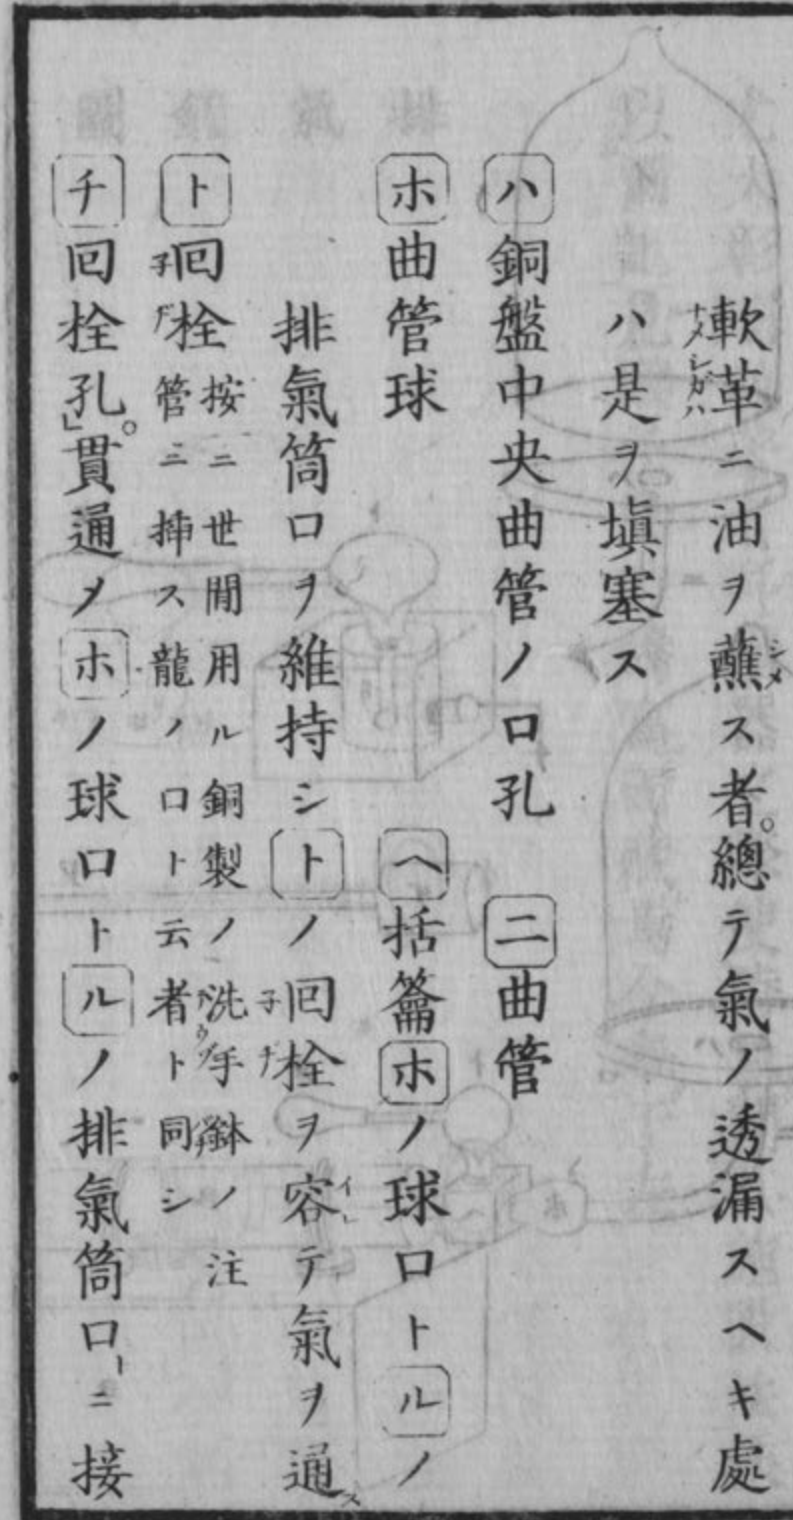 軟革ニ油ヲ蘸ス者。總テ氣ノ透漏スヘキ處
ハ是ヲ塡塞ス
ハ銅盤中央曲管ノ口孔　ニ曲管
ホ曲管球　ヘ括籥ホノ球口トルノ
排氣筒口ヲ維持シトノ回栓ヲ容テ氣ヲ通
ト回栓 按ニ世間用ル銅製ノ洗手鉢ノ注
管ニ挿ス龍ノ口ト云者ト同シ
チ回栓孔。貫通メホノ球口トルノ排氣筒口ニ接